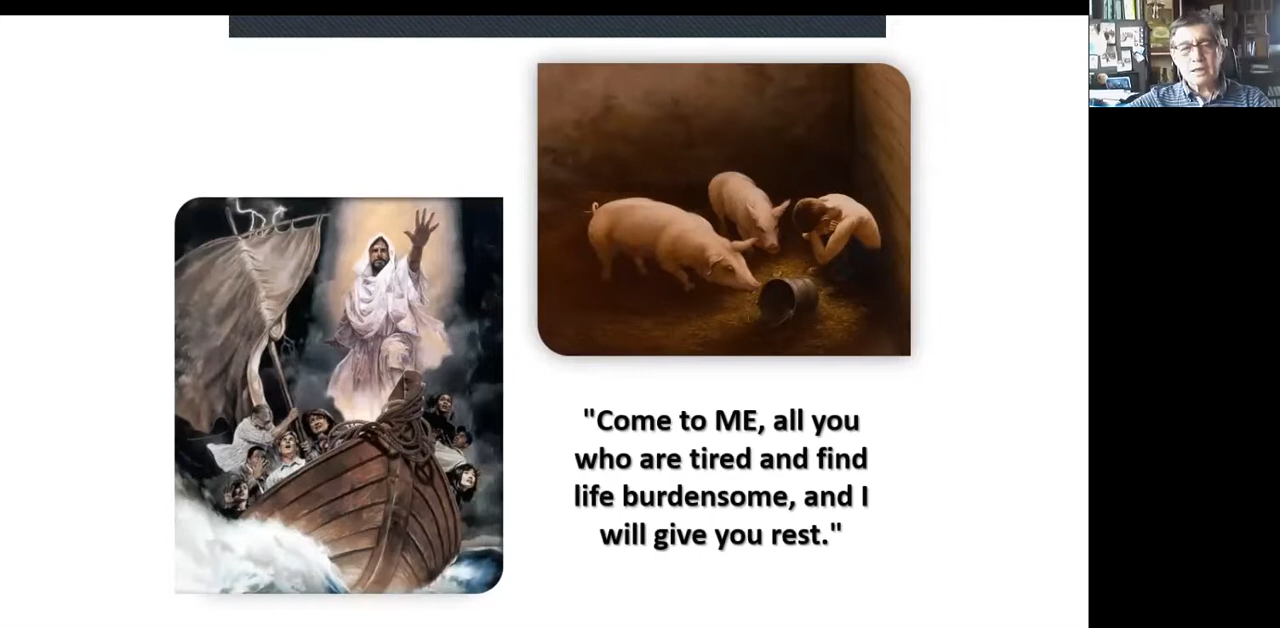 "Come to ME, all you
who are tired and find
life burdensome, and I
will give you rest."